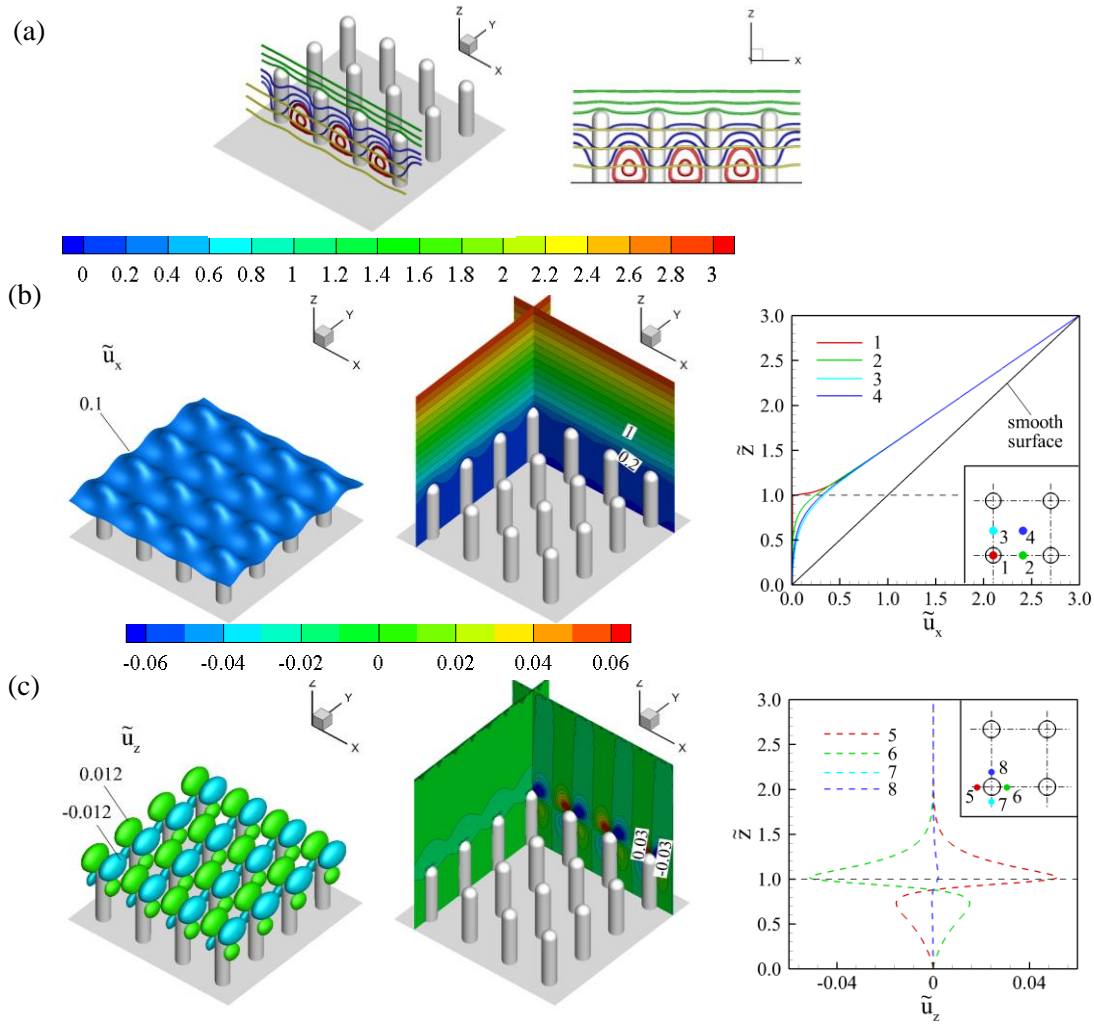 (a)
Z
Y
X
Z
Y
X
0 0.2 0.4 0.6 0.8 1 1.2 1.4 1.6 1.8 2 2.2 2.4 2.6 2.8 3
(b)
ũx
0.1
Z
Y
X
Z
Y
X
1
0.2
3.0
2.5
2.0
1.5
1.0
0.5
0.0
z̃
1
2
3
4
smooth
surface
3
4
1
2
0.0 0.5 1.0 1.5 2.0 2.5 3.0
ũx
-0.06 -0.04 -0.02 0 0.02 0.04 0.06
(c)
ũz
0.012
-0.012
Z
Y
X
Z
Y
X
0.03
-0.03
3.0
2.5
2.0
1.5
1.0
0.5
0.0
z̃
5
6
7
8
8
5
6
7
-0.04 0 0.04
ũz